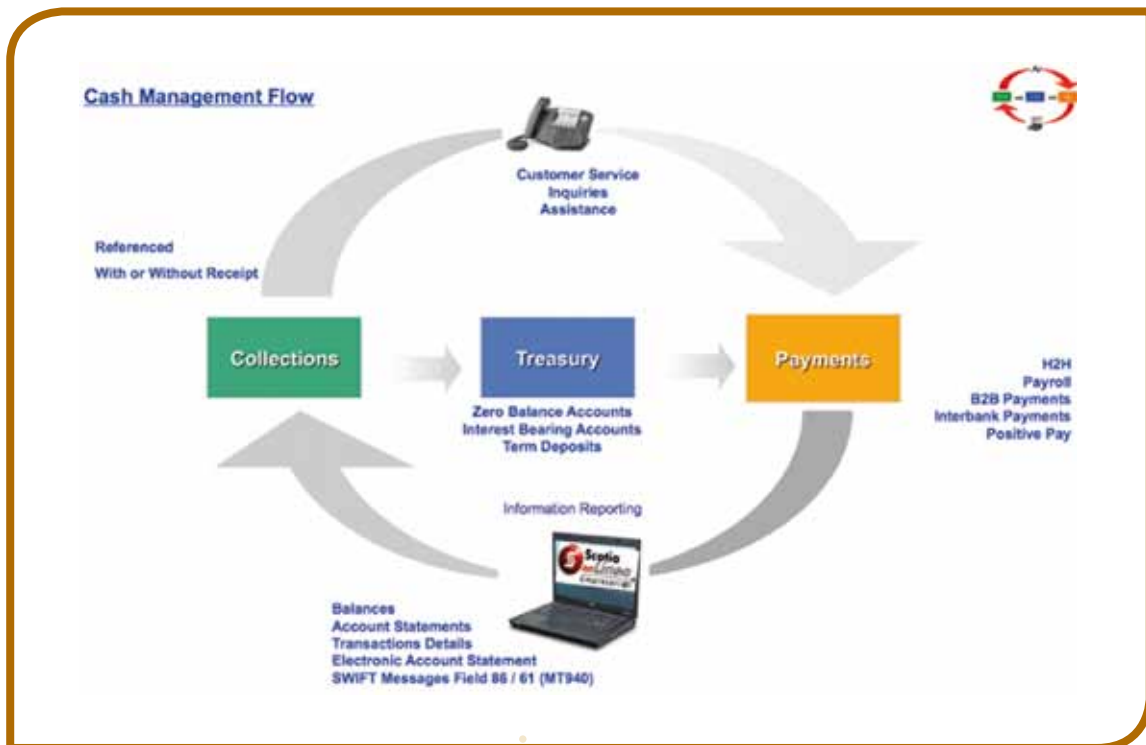 Cash Management Flow
Customer Service
Inquiries
Assistance
Referenced
With or Without Receipt
Collections
Treasury
Payments
Zero Balance Accounts
Interest Bearing Accounts
Term Deposits
H2H
Payroll
B2B Payments
Interbank Payments
Positive Pay
Information Reporting
Scotia
en Línea
Balances
Account Statements
Transactions Details
Electronic Account Statement
SWIFT Messages Field 86 / 61 (MT940)